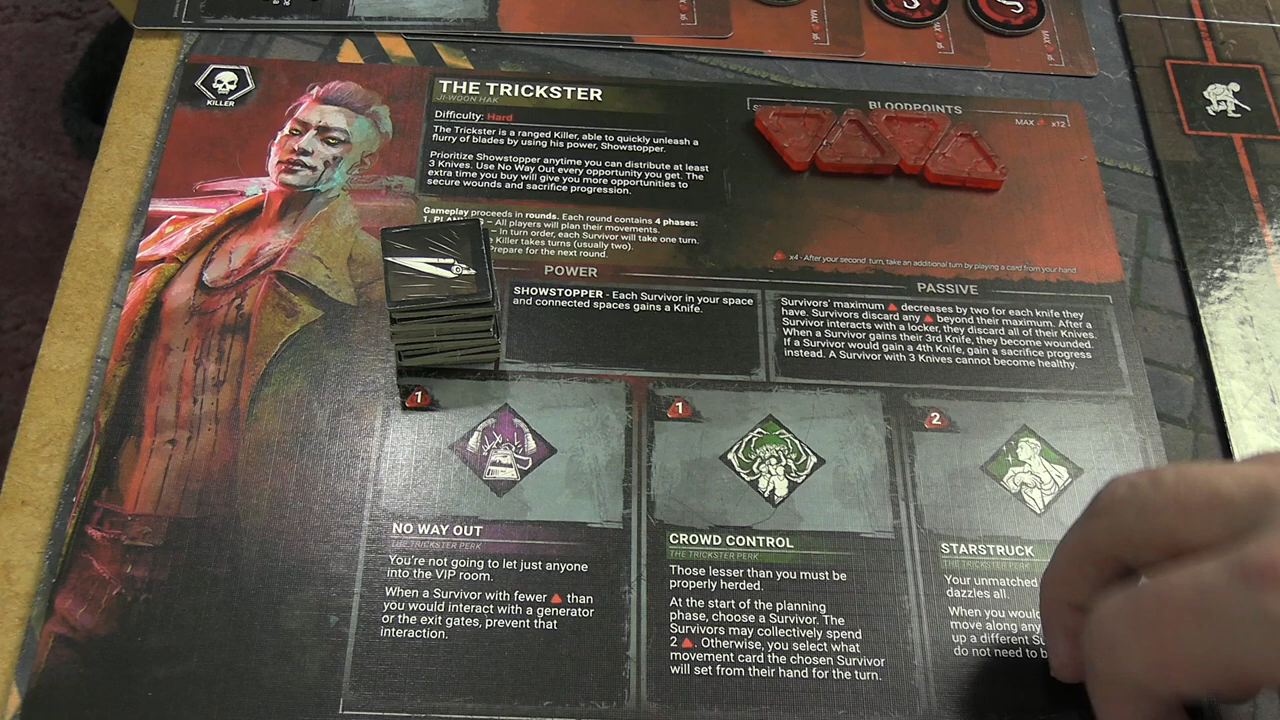 KILLER
THE TRICKSTER
JI-WOON HAK
Difficulty: Hard
The Trickster is a ranged Killer, able to quickly unleash a
flurry of blades by using his power, Showstopper.
Prioritize Showstopper anytime you can distribute at least
3 Knives. Use No Way Out every opportunity you get. The
extra time you buy will give you more opportunities to
secure wounds and sacrifice progression.
Gameplay proceeds in rounds. Each round contains 4 phases:
1. – All players will plan their movements.
– In turn order, each Survivor will take one turn.
Killer takes turns (usually two).
Prepare for the next round.
BLOODPOINTS
MAX x12
x4 - After your second turn, take an additional turn by playing a card from your hand
POWER
SHOWSTOPPER - Each Survivor in your space
and connected spaces gains a Knife.
PASSIVE
Survivors' maximum decreases by two for each knife they
have. Survivors discard any beyond their maximum. After a
Survivor interacts with a locker, they discard all of their Knives.
When a Survivor gains their 3rd Knife, they become wounded.
If a Survivor would gain a 4th Knife, gain a sacrifice progress
instead. A Survivor with 3 Knives cannot become healthy.
1
NO WAY OUT
THE TRICKSTER PERK
You're not going to let just anyone
into the VIP room.
When a Survivor with fewer than
you would interact with a generator
or the exit gates, prevent that
interaction.
1
CROWD CONTROL
THE TRICKSTER PERK
Those lesser than you must be
properly herded.
At the start of the planning
phase, choose a Survivor. The
Survivors may collectively spend
2 . Otherwise, you select what
movement card the chosen Survivor
will set from their hand for the turn.
2
STARSTRUCK
THE TRICKSTER PERK
Your unmatched
dazzles all.
When you would
move along any
up a different
do not need to